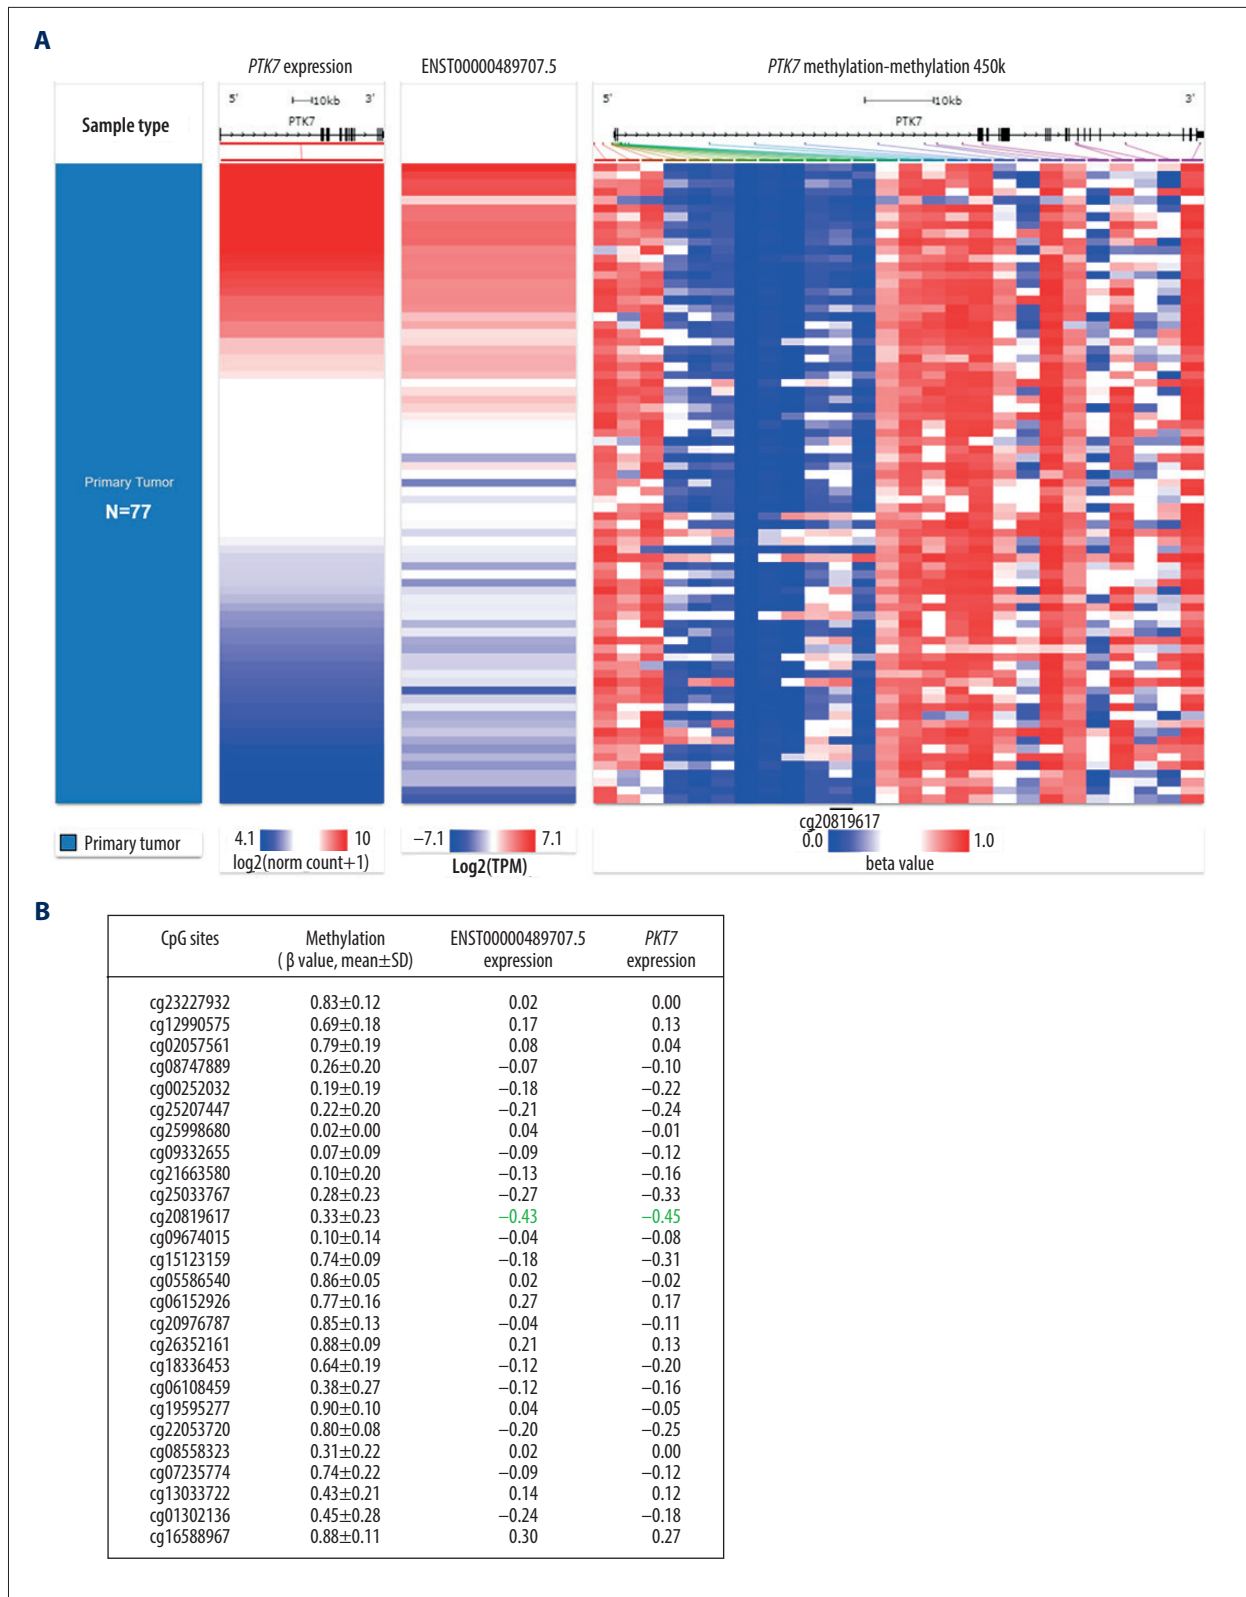 A
PTK7 expression
ENST00000489707.5
PTK7 methylation-methylation 450k
Sample type
5'
10kb
3'
PTK7
5'
10kb
3'
PTK7
Primary Tumor
N=77
cg20819617
Primary tumor
4.1
10
log2(norm count+1)
−7.1
7.1
Log2(TPM)
0.0
1.0
beta value
B
CpG sites Methylation ( β value, mean±SD) ENST00000489707.5 expression PKT7 expression
cg23227932 0.83±0.12 0.02 0.00
cg12990575 0.69±0.18 0.17 0.13
cg02057561 0.79±0.19 0.08 0.04
cg08747889 0.26±0.20 −0.07 −0.10
cg00252032 0.19±0.19 −0.18 −0.22
cg25207447 0.22±0.20 −0.21 −0.24
cg25998680 0.02±0.00 0.04 −0.01
cg09332655 0.07±0.09 −0.09 −0.12
cg21663580 0.10±0.20 −0.13 −0.16
cg25033767 0.28±0.23 −0.27 −0.33
cg20819617 0.33±0.23 −0.43 −0.45
cg09674015 0.10±0.14 −0.04 −0.08
cg15123159 0.74±0.09 −0.18 −0.31
cg05586540 0.86±0.05 0.02 −0.02
cg06152926 0.77±0.16 0.27 0.17
cg20976787 0.85±0.13 −0.04 −0.11
cg26352161 0.88±0.09 0.21 0.13
cg18336453 0.64±0.19 −0.12 −0.20
cg06108459 0.38±0.27 −0.12 −0.16
cg19595277 0.90±0.10 0.04 −0.05
cg22053720 0.80±0.08 −0.20 −0.25
cg08558323 0.31±0.22 0.02 0.00
cg07235774 0.74±0.22 −0.09 −0.12
cg13033722 0.43±0.21 0.14 0.12
cg01302136 0.45±0.28 −0.24 −0.18
cg16588967 0.88±0.11 0.30 0.27